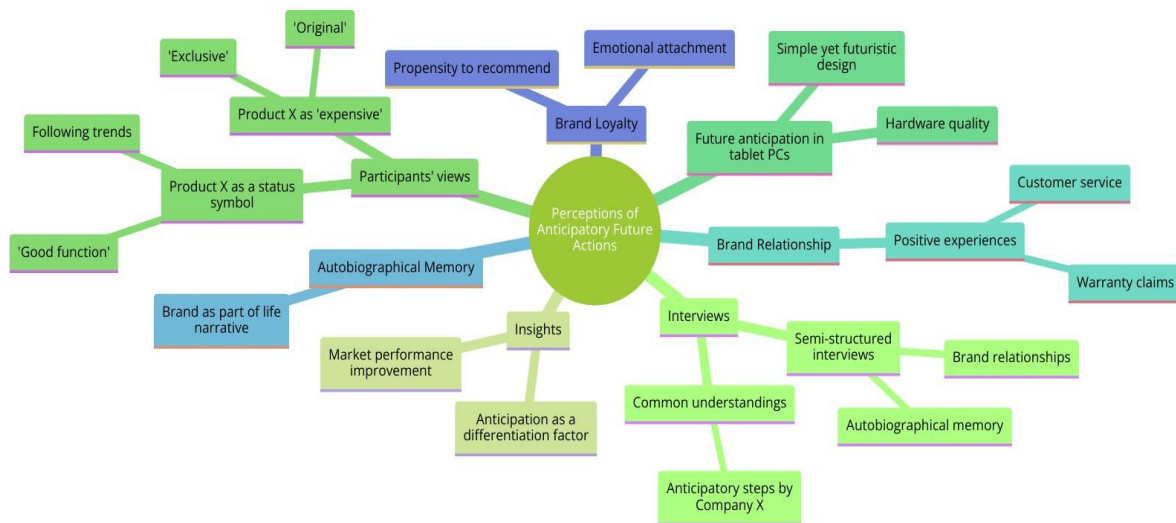 'Original'
'Exclusive'
Product X as 'expensive'
Following trends
Product X as a status
symbol
'Good function'
Participants' views
Propensity to recommend
Emotional attachment
Brand Loyalty
Simple yet futuristic
design
Hardware quality
Future anticipation in
tablet PCs
Perceptions of
Anticipatory Future
Actions
Customer service
Brand Relationship
Positive experiences
Warranty claims
Autobiographical Memory
Brand as part of life
narrative
Insights
Market performance
improvement
Anticipation as a
differentiation factor
Interviews
Semi-structured
interviews
Brand relationships
Autobiographical memory
Common understandings
Anticipatory steps by
Company X